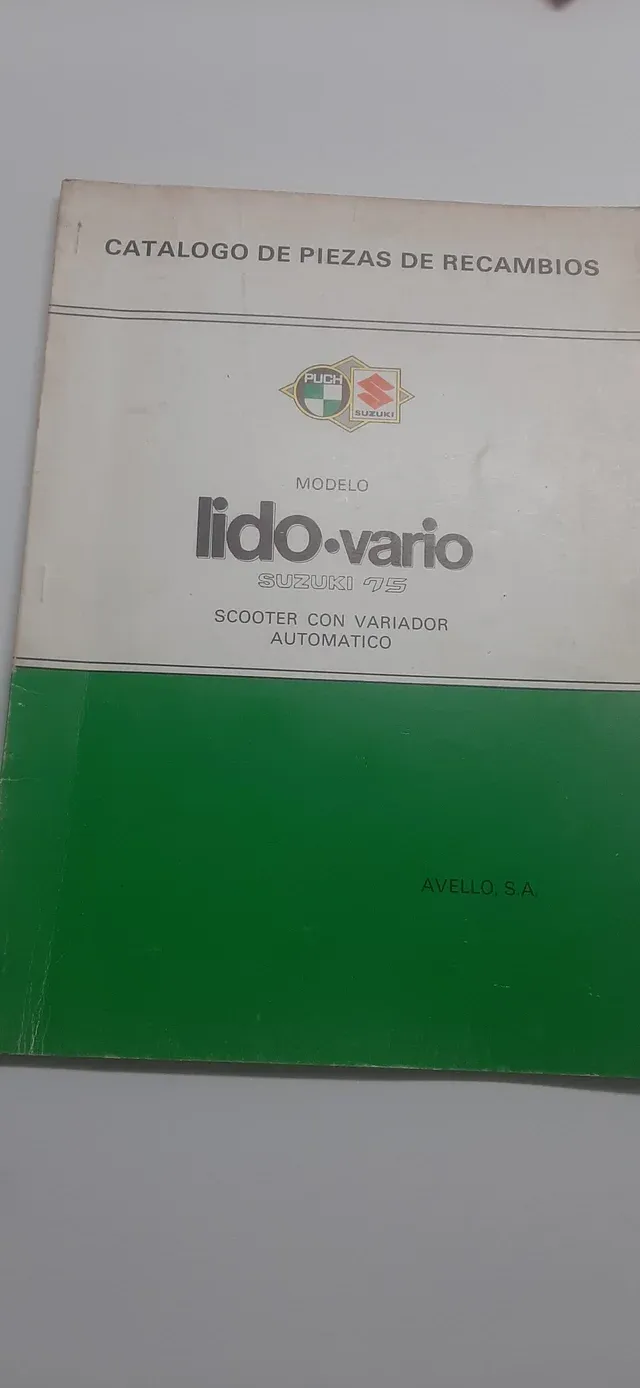 CATALOGO DE PIEZAS DE RECAMBIOS
PUCH
SUZUKI
MODELO
lido·vario
SUZUKI 75
SCOOTER CON VARIADOR
AUTOMATICO
AVELLO, S.A.